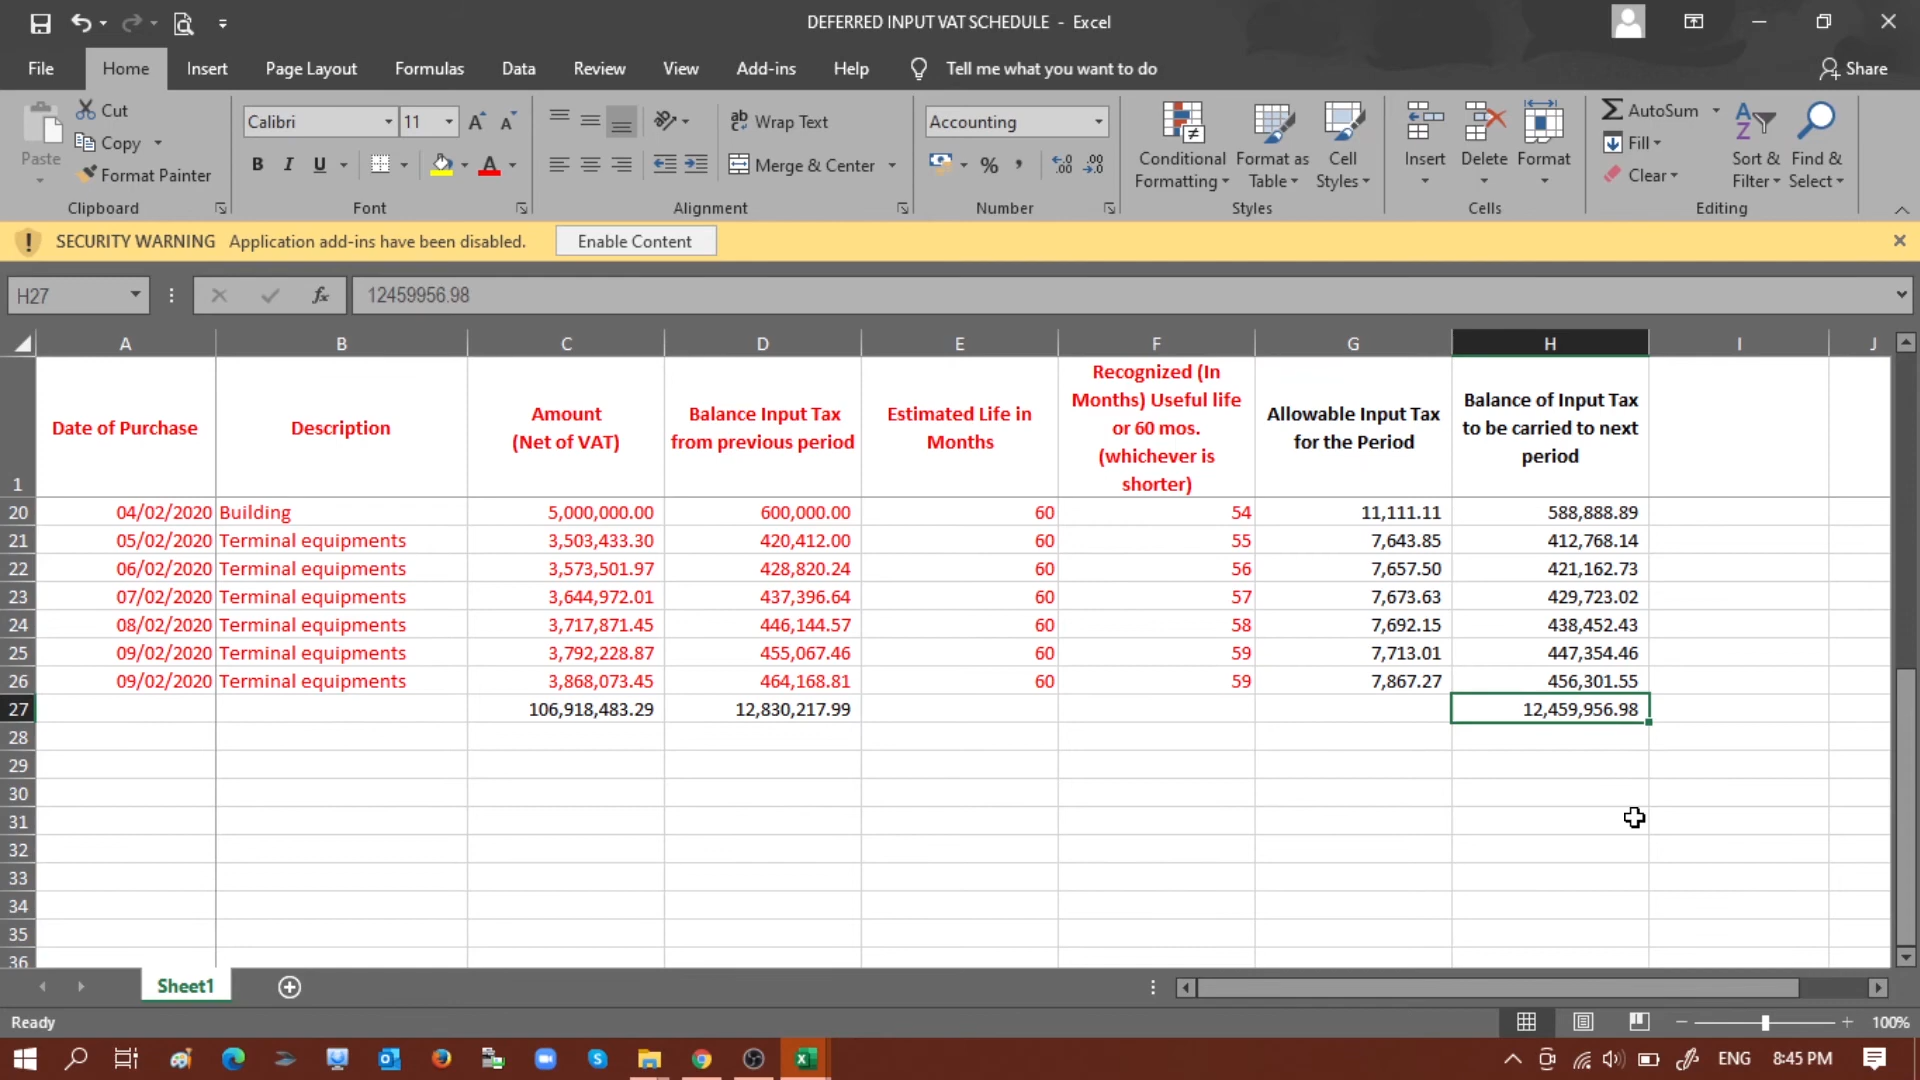 DEFERRED INPUT VAT SCHEDULE - Excel
File Home Insert Page Layout Formulas Data Review View Add-ins Help Tell me what you want to do Share
Paste Cut Copy Format Painter
Clipboard
Calibri 11
B I U A
Font
ab Wrap Text
Merge & Center
Alignment
Accounting
% ,
Number
Conditional Formatting
Format as Table
Cell Styles
Styles
Insert Delete Format
Cells
AutoSum
Fill
Clear
Sort & Filter
Find & Select
Editing
SECURITY WARNING Application add-ins have been disabled. Enable Content
H27 fx 12459956.98
A B C D E F G H I J
1 Date of Purchase
Description
Amount
(Net of VAT)
Balance Input Tax
from previous period
Estimated Life in
Months
Recognized (In
Months) Useful life
or 60 mos.
(whichever is
shorter)
Allowable Input Tax
for the Period
Balance of Input Tax
to be carried to next
period
20 04/02/2020 Building 5,000,000.00 600,000.00 60 54 11,111.11 588,888.89
21 05/02/2020 Terminal equipments 3,503,433.30 420,412.00 60 55 7,643.85 412,768.14
22 06/02/2020 Terminal equipments 3,573,501.97 428,820.24 60 56 7,657.50 421,162.73
23 07/02/2020 Terminal equipments 3,644,972.01 437,396.64 60 57 7,673.63 429,723.02
24 08/02/2020 Terminal equipments 3,717,871.45 446,144.57 60 58 7,692.15 438,452.43
25 09/02/2020 Terminal equipments 3,792,228.87 455,067.46 60 59 7,713.01 447,354.46
26 09/02/2020 Terminal equipments 3,868,073.45 464,168.81 60 59 7,867.27 456,301.55
27 106,918,483.29 12,830,217.99 12,459,956.98
28
29
30
31
32
33
34
35
36
Sheet1
Ready 100%
ENG 8:45 PM